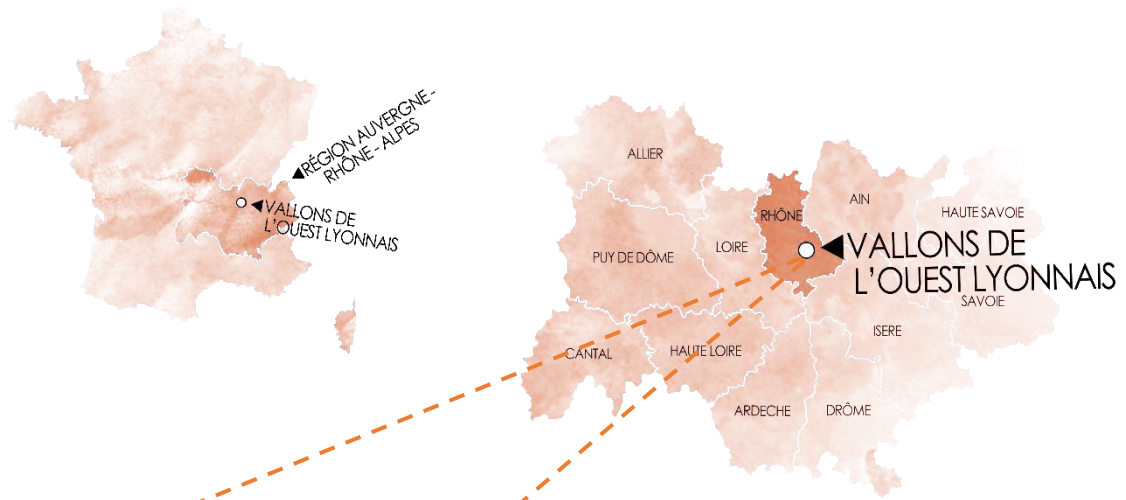 RÉGION AUVERGNE -
RHÔNE - ALPES
VALLONS DE
L'OUEST LYONNAIS
ALLIER
RHÔNE
AIN
HAUTE SAVOIE
PUY DE DÔME
LOIRE
VALLONS DE
L'OUEST LYONNAIS
SAVOIE
ISERE
CANTAL
HAUTE LOIRE
ARDECHE
DRÔME